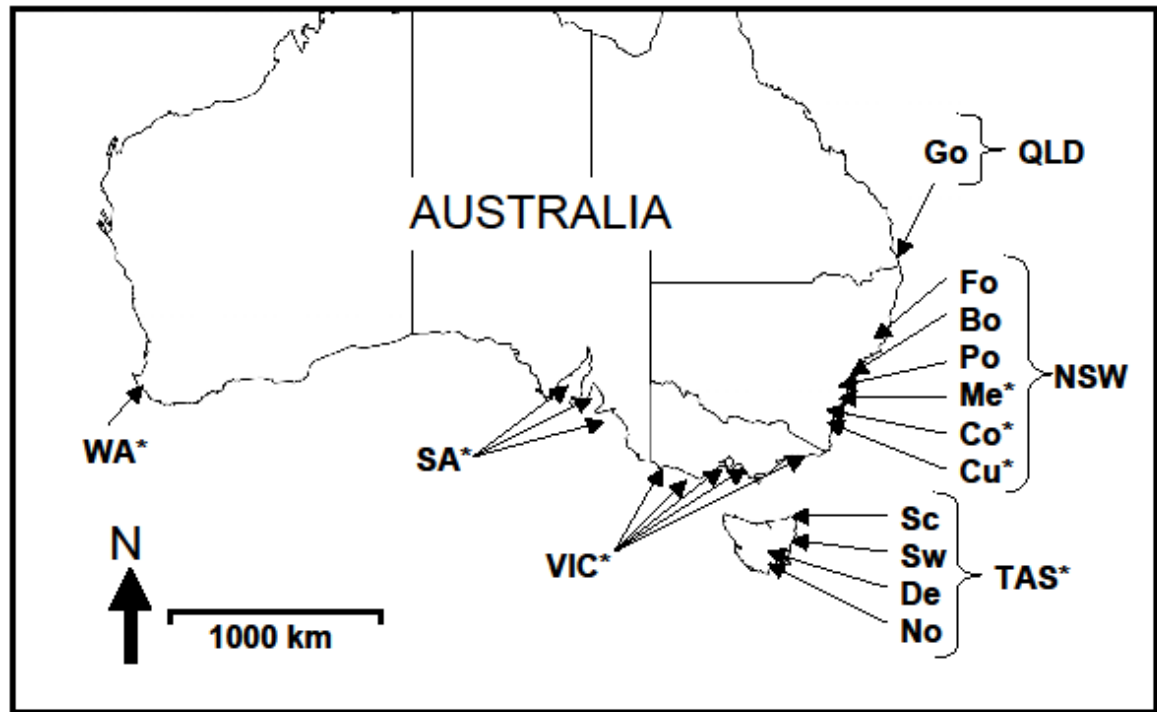 Go QLD
AUSTRALIA
Fo
Bo
Po
Me*
NSW
Co*
Cu*
WA*
SA*
VIC*
Sc
Sw
De
No
TAS*
N
1000 km